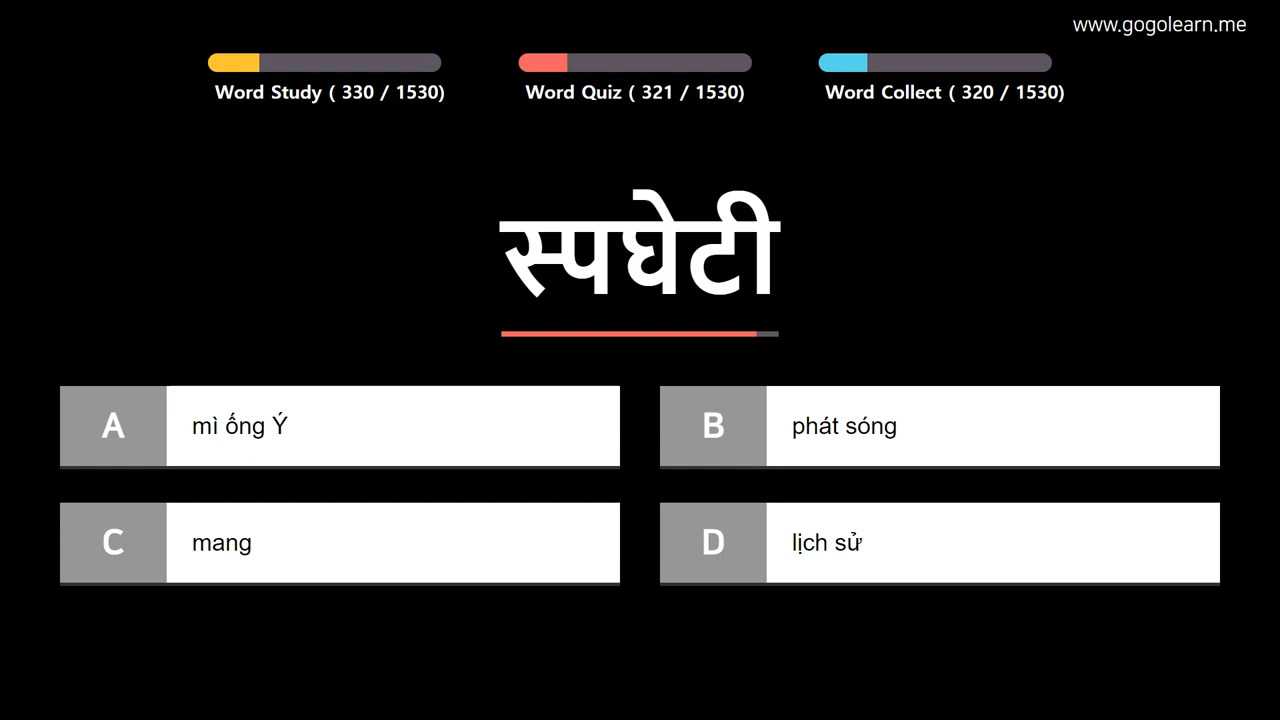 www.gogolearn.me
Word Study ( 330 / 1530)
Word Quiz ( 321 / 1530)
Word Collect ( 320 / 1530)
स्पघेटी
A
mì ống Ý
B
phát sóng
C
mang
D
lịch sử